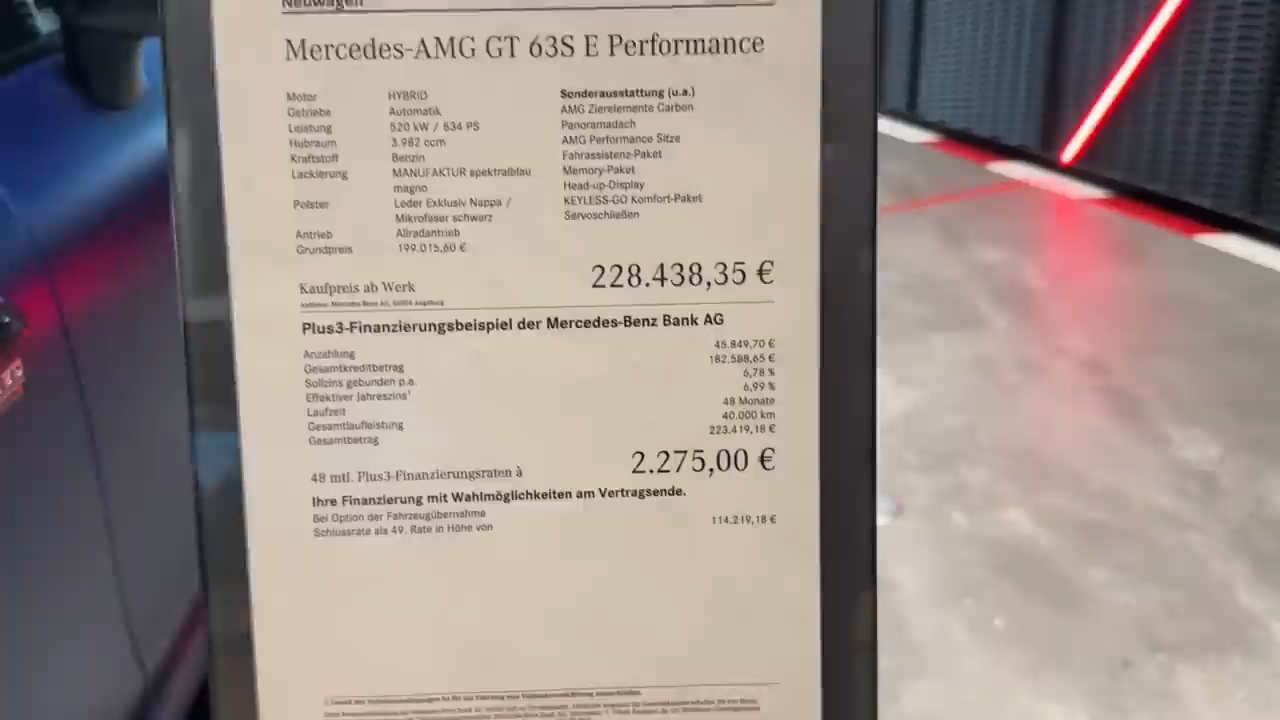 Neuwagen
Mercedes-AMG GT 63S E Performance
Motor HYBRID
Getriebe Automatik
Leistung 620 kW / 634 PS
Hubraum 3.982 ccm
Kraftstoff Benzin
Lackierung MANUFAKTUR spektralblau
magno
Polster Leder Exklusiv Nappa /
Mikrofaser schwarz
Antrieb Allradantrieb
Grundpreis 199.015,60 €
Sonderausstattung (u.a.)
AMG Zierelemente Carbon
Panoramadach
AMG Performance Sitze
Fahrassistenz-Paket
Memory-Paket
Head-up-Display
KEYLESS-GO Komfort-Paket
Servoschließen
Kaufpreis ab Werk 228.438,35 €
Plus3-Finanzierungsbeispiel der Mercedes-Benz Bank AG
Anzahlung 45.849,70 €
Gesamtkreditbetrag 182.588,65 €
Sollzins gebunden p.a. 6,78 %
Effektiver Jahreszins¹ 6,99 %
Laufzeit 48 Monate
Gesamtlaufleistung 40.000 km
Gesamtbetrag 223.419,18 €
48 mtl. Plus3-Finanzierungsraten à 2.275,00 €
Ihre Finanzierung mit Wahlmöglichkeiten am Vertragsende.
Bei Option der Fahrzeugübernahme
Schlussrate als 49. Rate in Höhe von 114.219,18 €